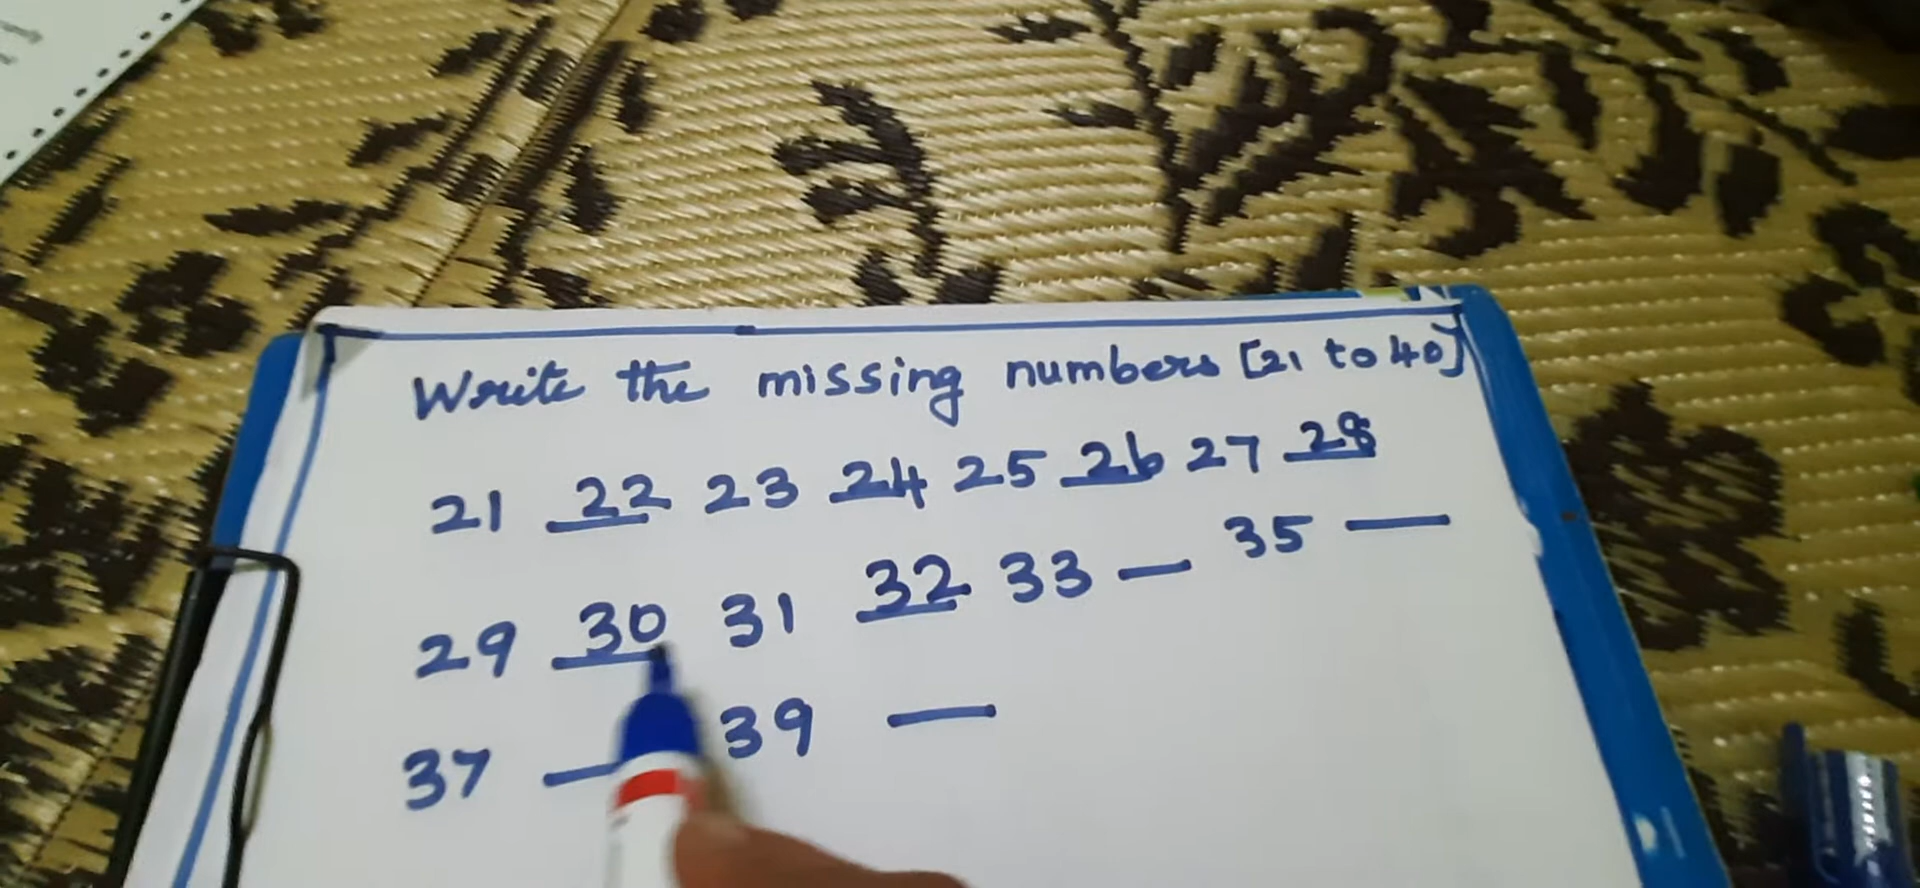 Write the missing numbers [21 to 40]
21 22 23 24 25 26 27 28
29 30 31 32 33 — 35 —
37 — 39 —